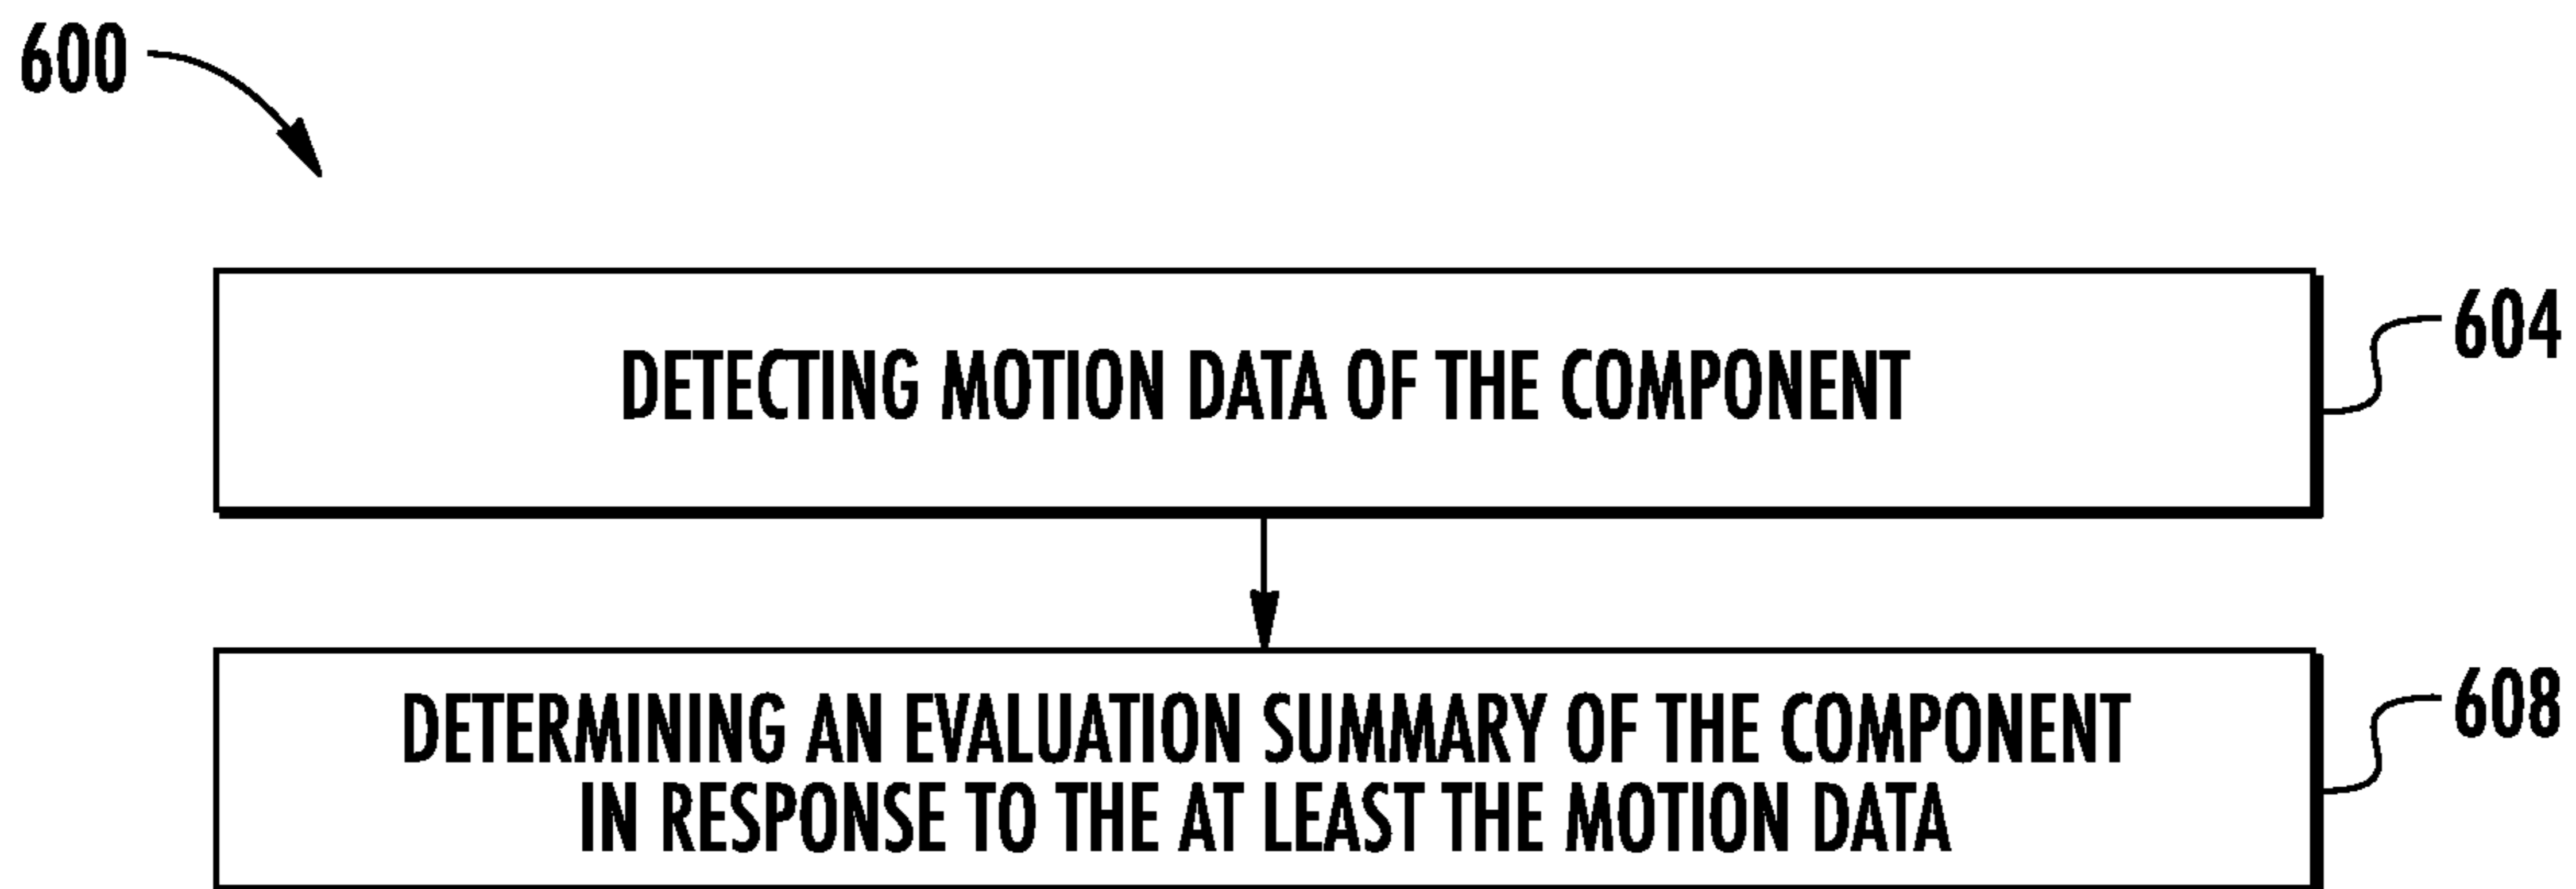 600
DETECTING MOTION DATA OF THE COMPONENT
604
DETERMINING AN EVALUATION SUMMARY OF THE COMPONENT
IN RESPONSE TO THE AT LEAST THE MOTION DATA
608